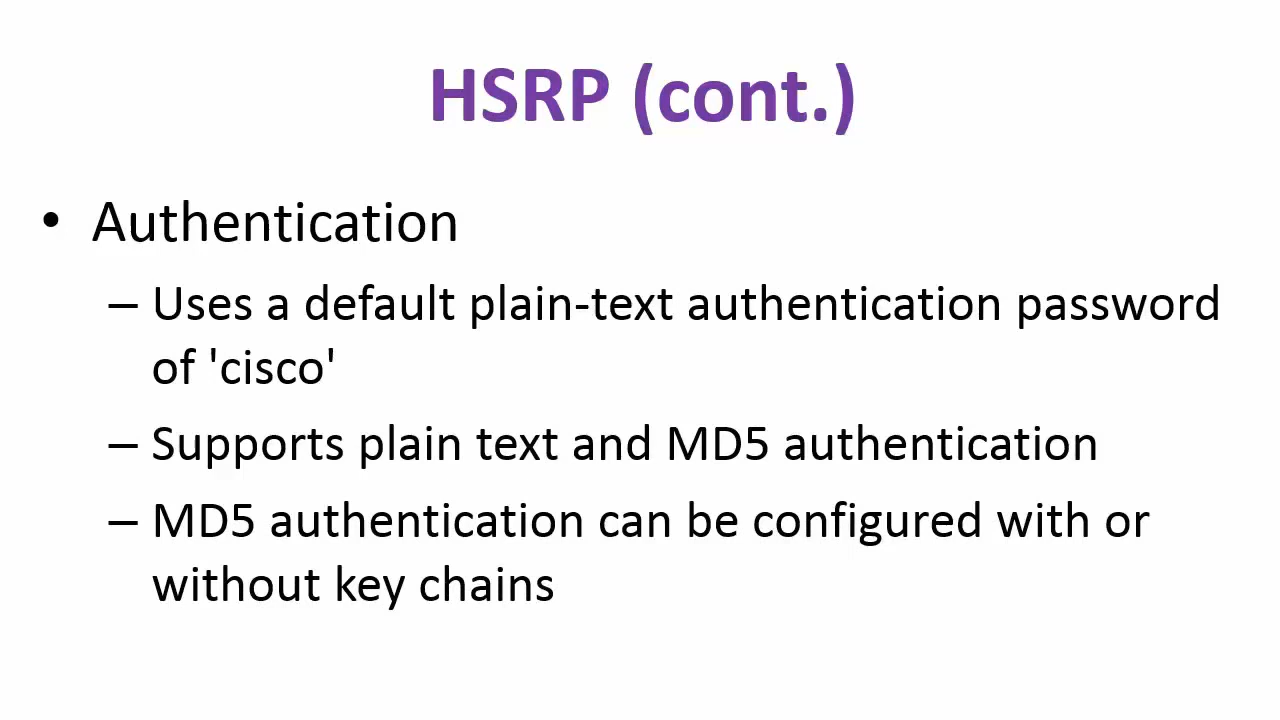 HSRP (cont.)
• Authentication
– Uses a default plain-text authentication password
of 'cisco'
– Supports plain text and MD5 authentication
– MD5 authentication can be configured with or
without key chains